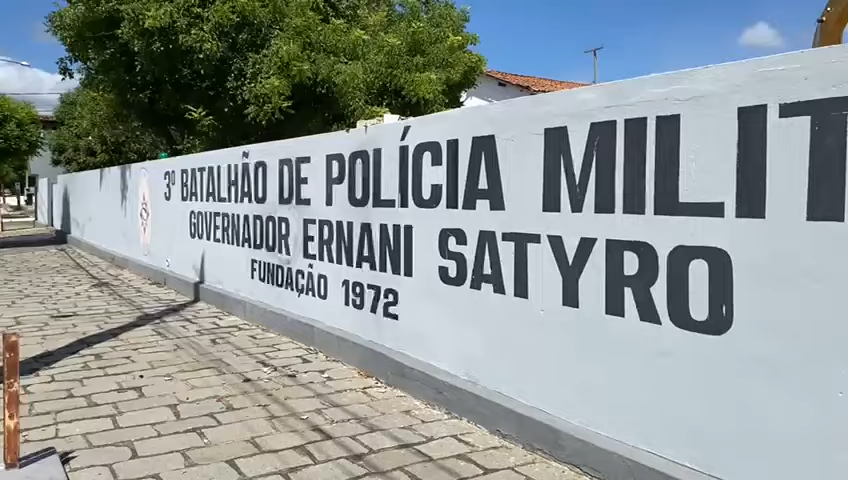 3º BATALHÃO DE POLÍCIA MILIT
GOVERNADOR ERNANI SATYRO
FUNDAÇÃO 1972